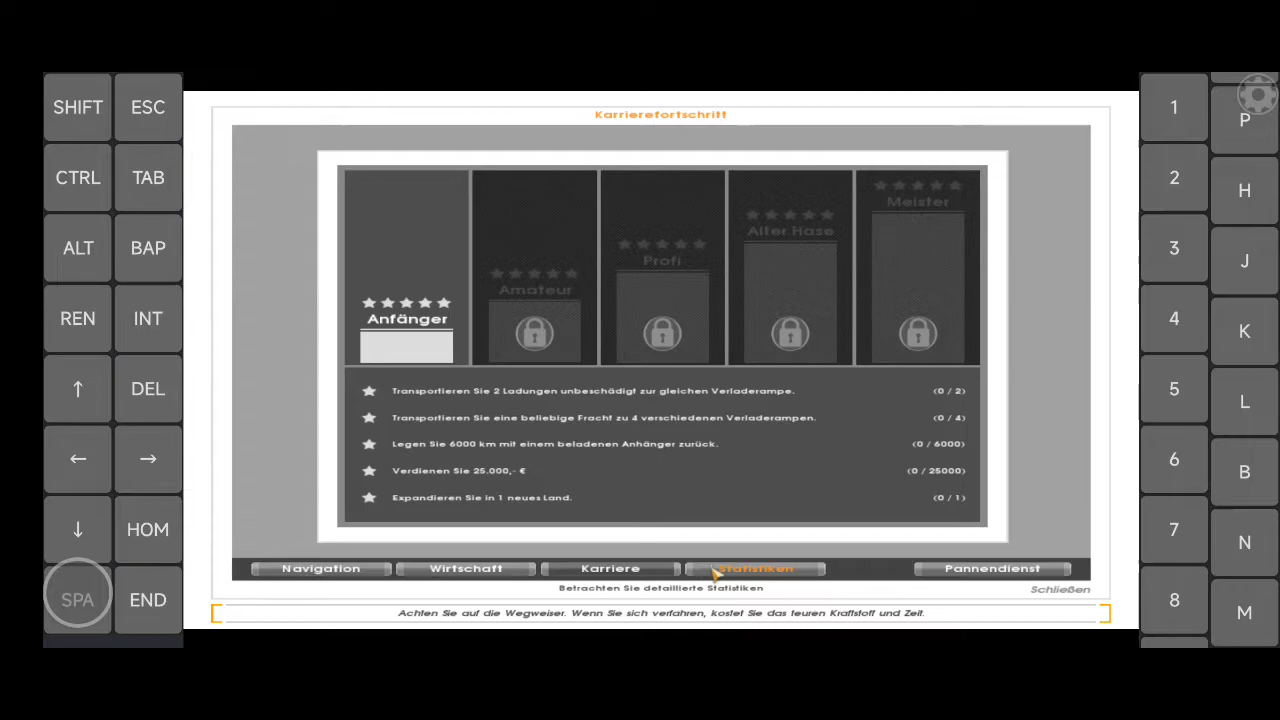 SHIFT
ESC
CTRL
TAB
ALT
BAP
REN
INT
↑
DEL
←
→
↓
HOM
SPA
END
Karrierefortschritt
Anfänger
Amateur
Profi
Alter Hase
Meister
Transportieren Sie 2 Ladungen unbeschädigt zur gleichen Verladerampe. (0 / 2)
Transportieren Sie eine beliebige Fracht zu 4 verschiedenen Verladerampen. (0 / 4)
Legen Sie 6000 km mit einem beladenen Anhänger zurück. (0 / 6000)
Verdienen Sie 25.000,- € (0 / 25000)
Expandieren Sie in 1 neues Land. (0 / 1)
Navigation
Wirtschaft
Karriere
Statistiken
Pannendienst
Betrachten Sie detaillierte Statistiken
Schließen
Achten Sie auf die Wegweiser. Wenn Sie sich verfahren, kostet Sie das teuren Kraftstoff und Zeit.
1
P
2
H
3
J
4
K
5
L
6
B
7
N
8
M